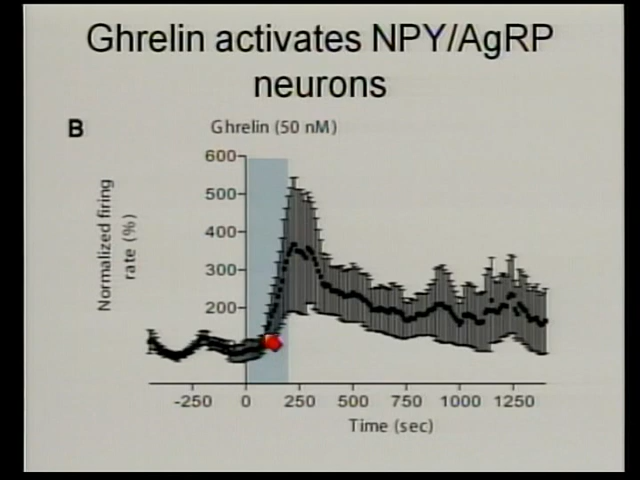 Ghrelin activates NPY/AgRP
neurons
B
Ghrelin (50 nM)
Normalized firing
rate (%)
600
500
400
300
200
-250 0 250 500 750 1000 1250
Time (sec)